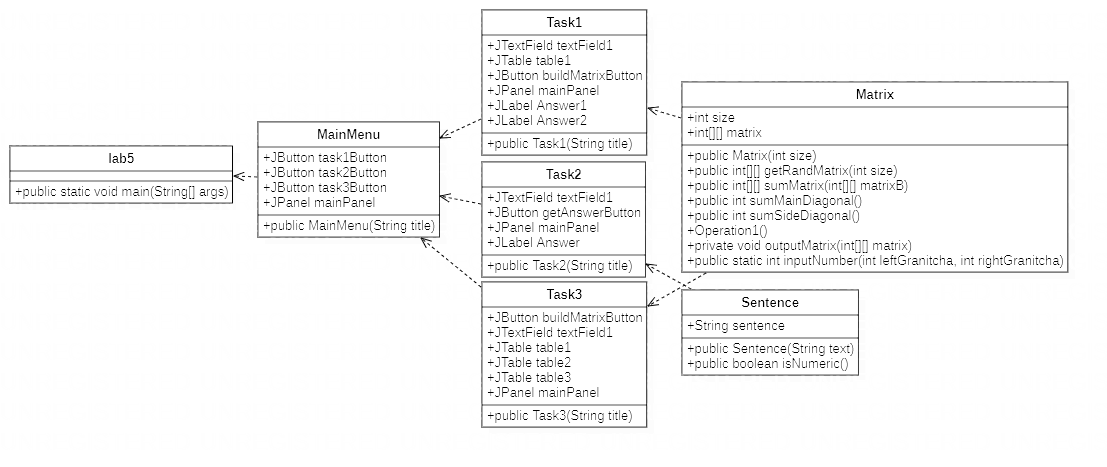 lab5
+public static void main(String[] args)
MainMenu
+JButton task1Button
+JButton task2Button
+JButton task3Button
+JPanel mainPanel
+public MainMenu(String title)
Task1
+JTextField textField1
+JTable table1
+JButton buildMatrixButton
+JPanel mainPanel
+JLabel Answer1
+JLabel Answer2
+public Task1(String title)
Task2
+JTextField textField1
+JButton getAnswerButton
+JPanel mainPanel
+JLabel Answer
+public Task2(String title)
Task3
+JButton buildMatrixButton
+JTextField textField1
+JTable table1
+JTable table2
+JTable table3
+JPanel mainPanel
+public Task3(String title)
Matrix
+int size
+int[][] matrix
+public Matrix(int size)
+public int[][] getRandMatrix(int size)
+public int[][] sumMatrix(int[][] matrixB)
+public int sumMainDiagonal()
+public int sumSideDiagonal()
+Operation1()
+private void outputMatrix(int[][] matrix)
+public static int inputNumber(int leftGranitcha, int rightGranitcha)
Sentence
+String sentence
+public Sentence(String text)
+public boolean isNumeric()